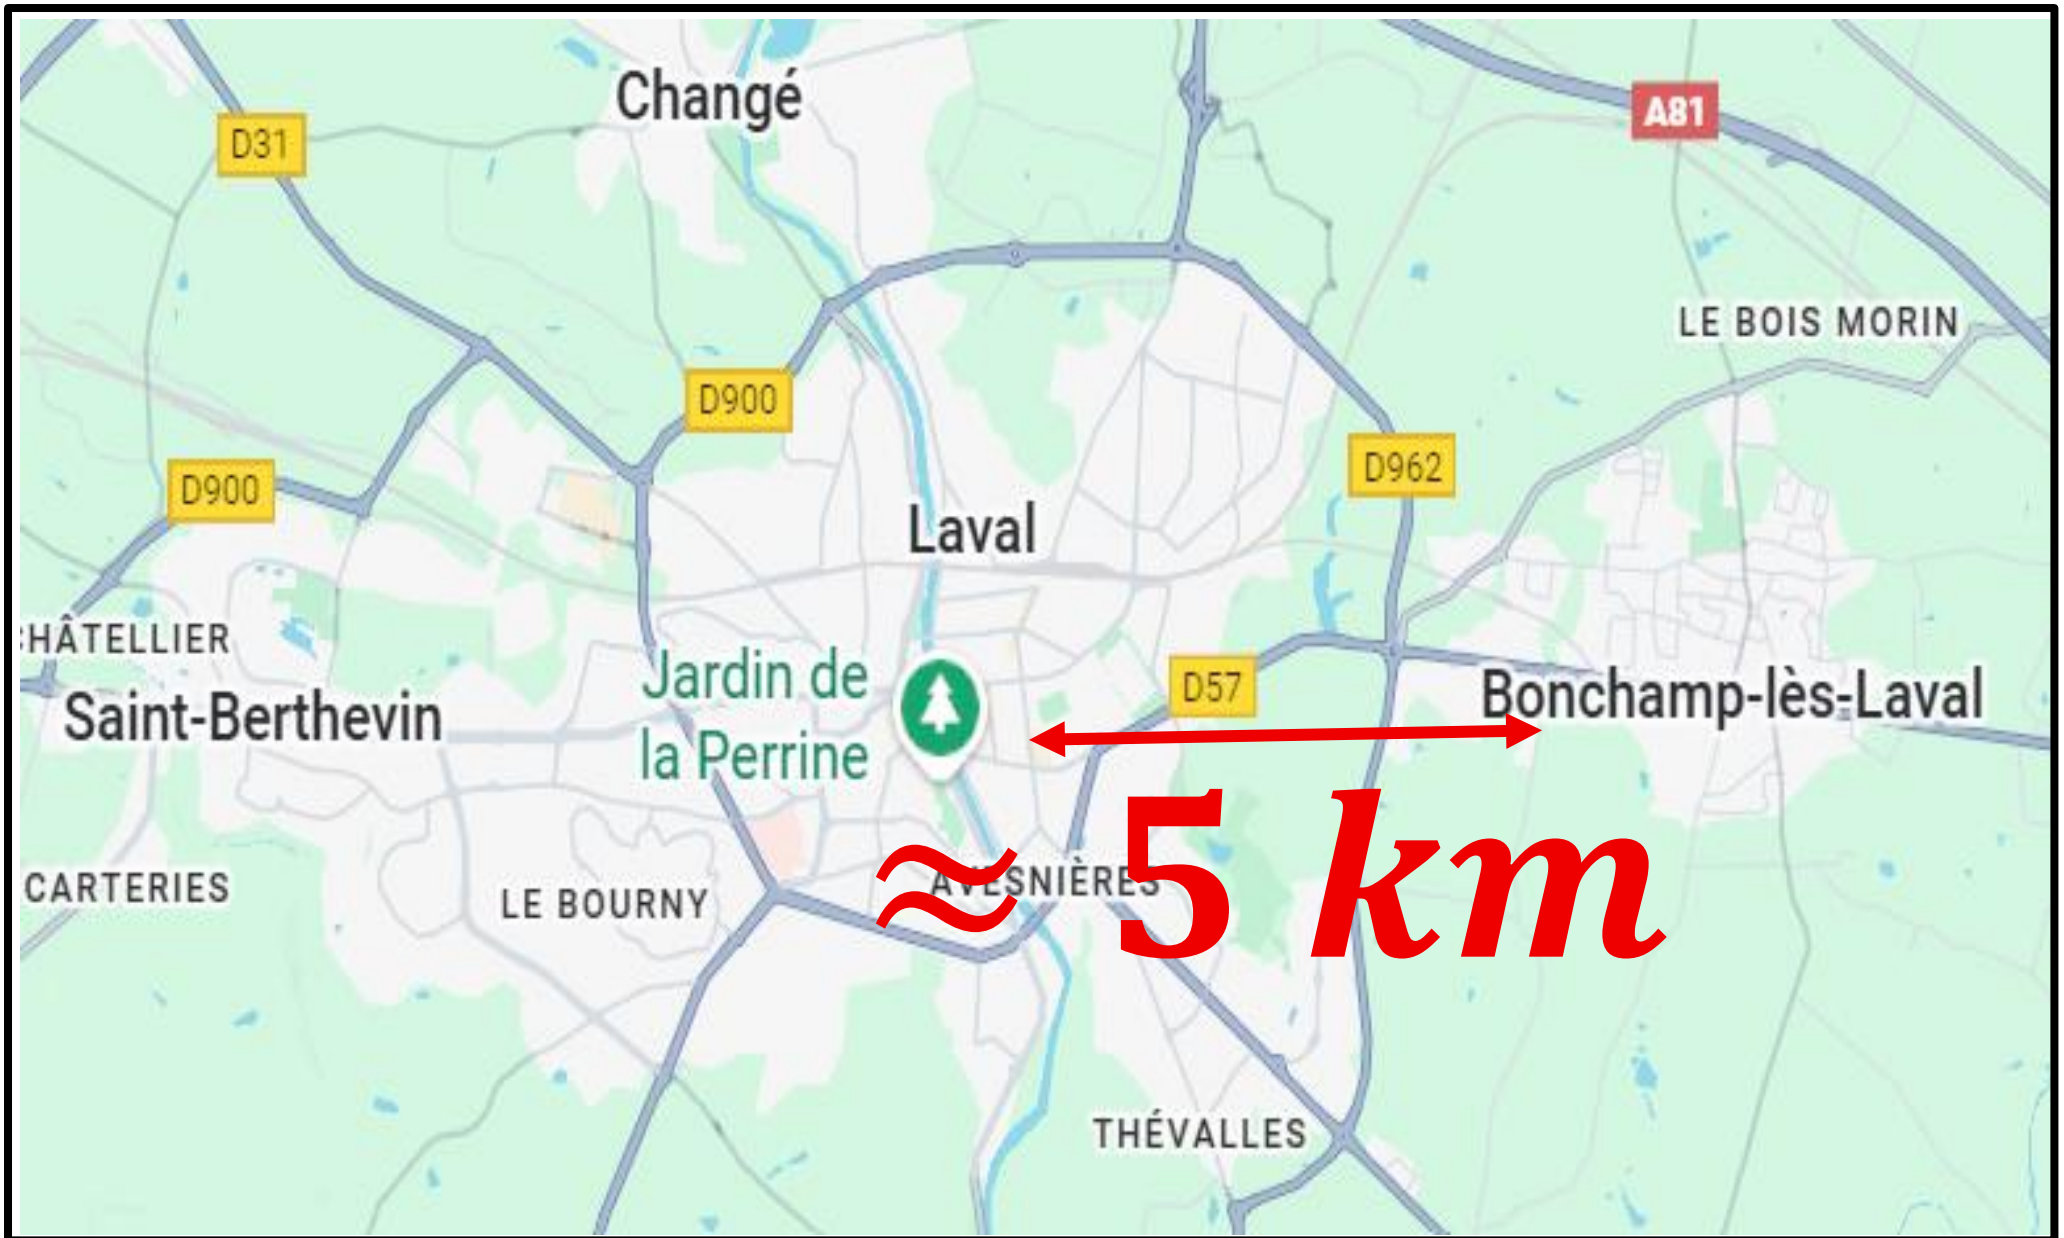 Changé
A81
D31
LE BOIS MORIN
D900
D962
D900
Laval
CHÂTELLIER
Jardin de
la Perrine
D57
Saint-Berthevin
Bonchamp-lès-Laval
≈ 5 km
AVESNIÈRES
CARTERIES
LE BOURNY
THÉVALLES